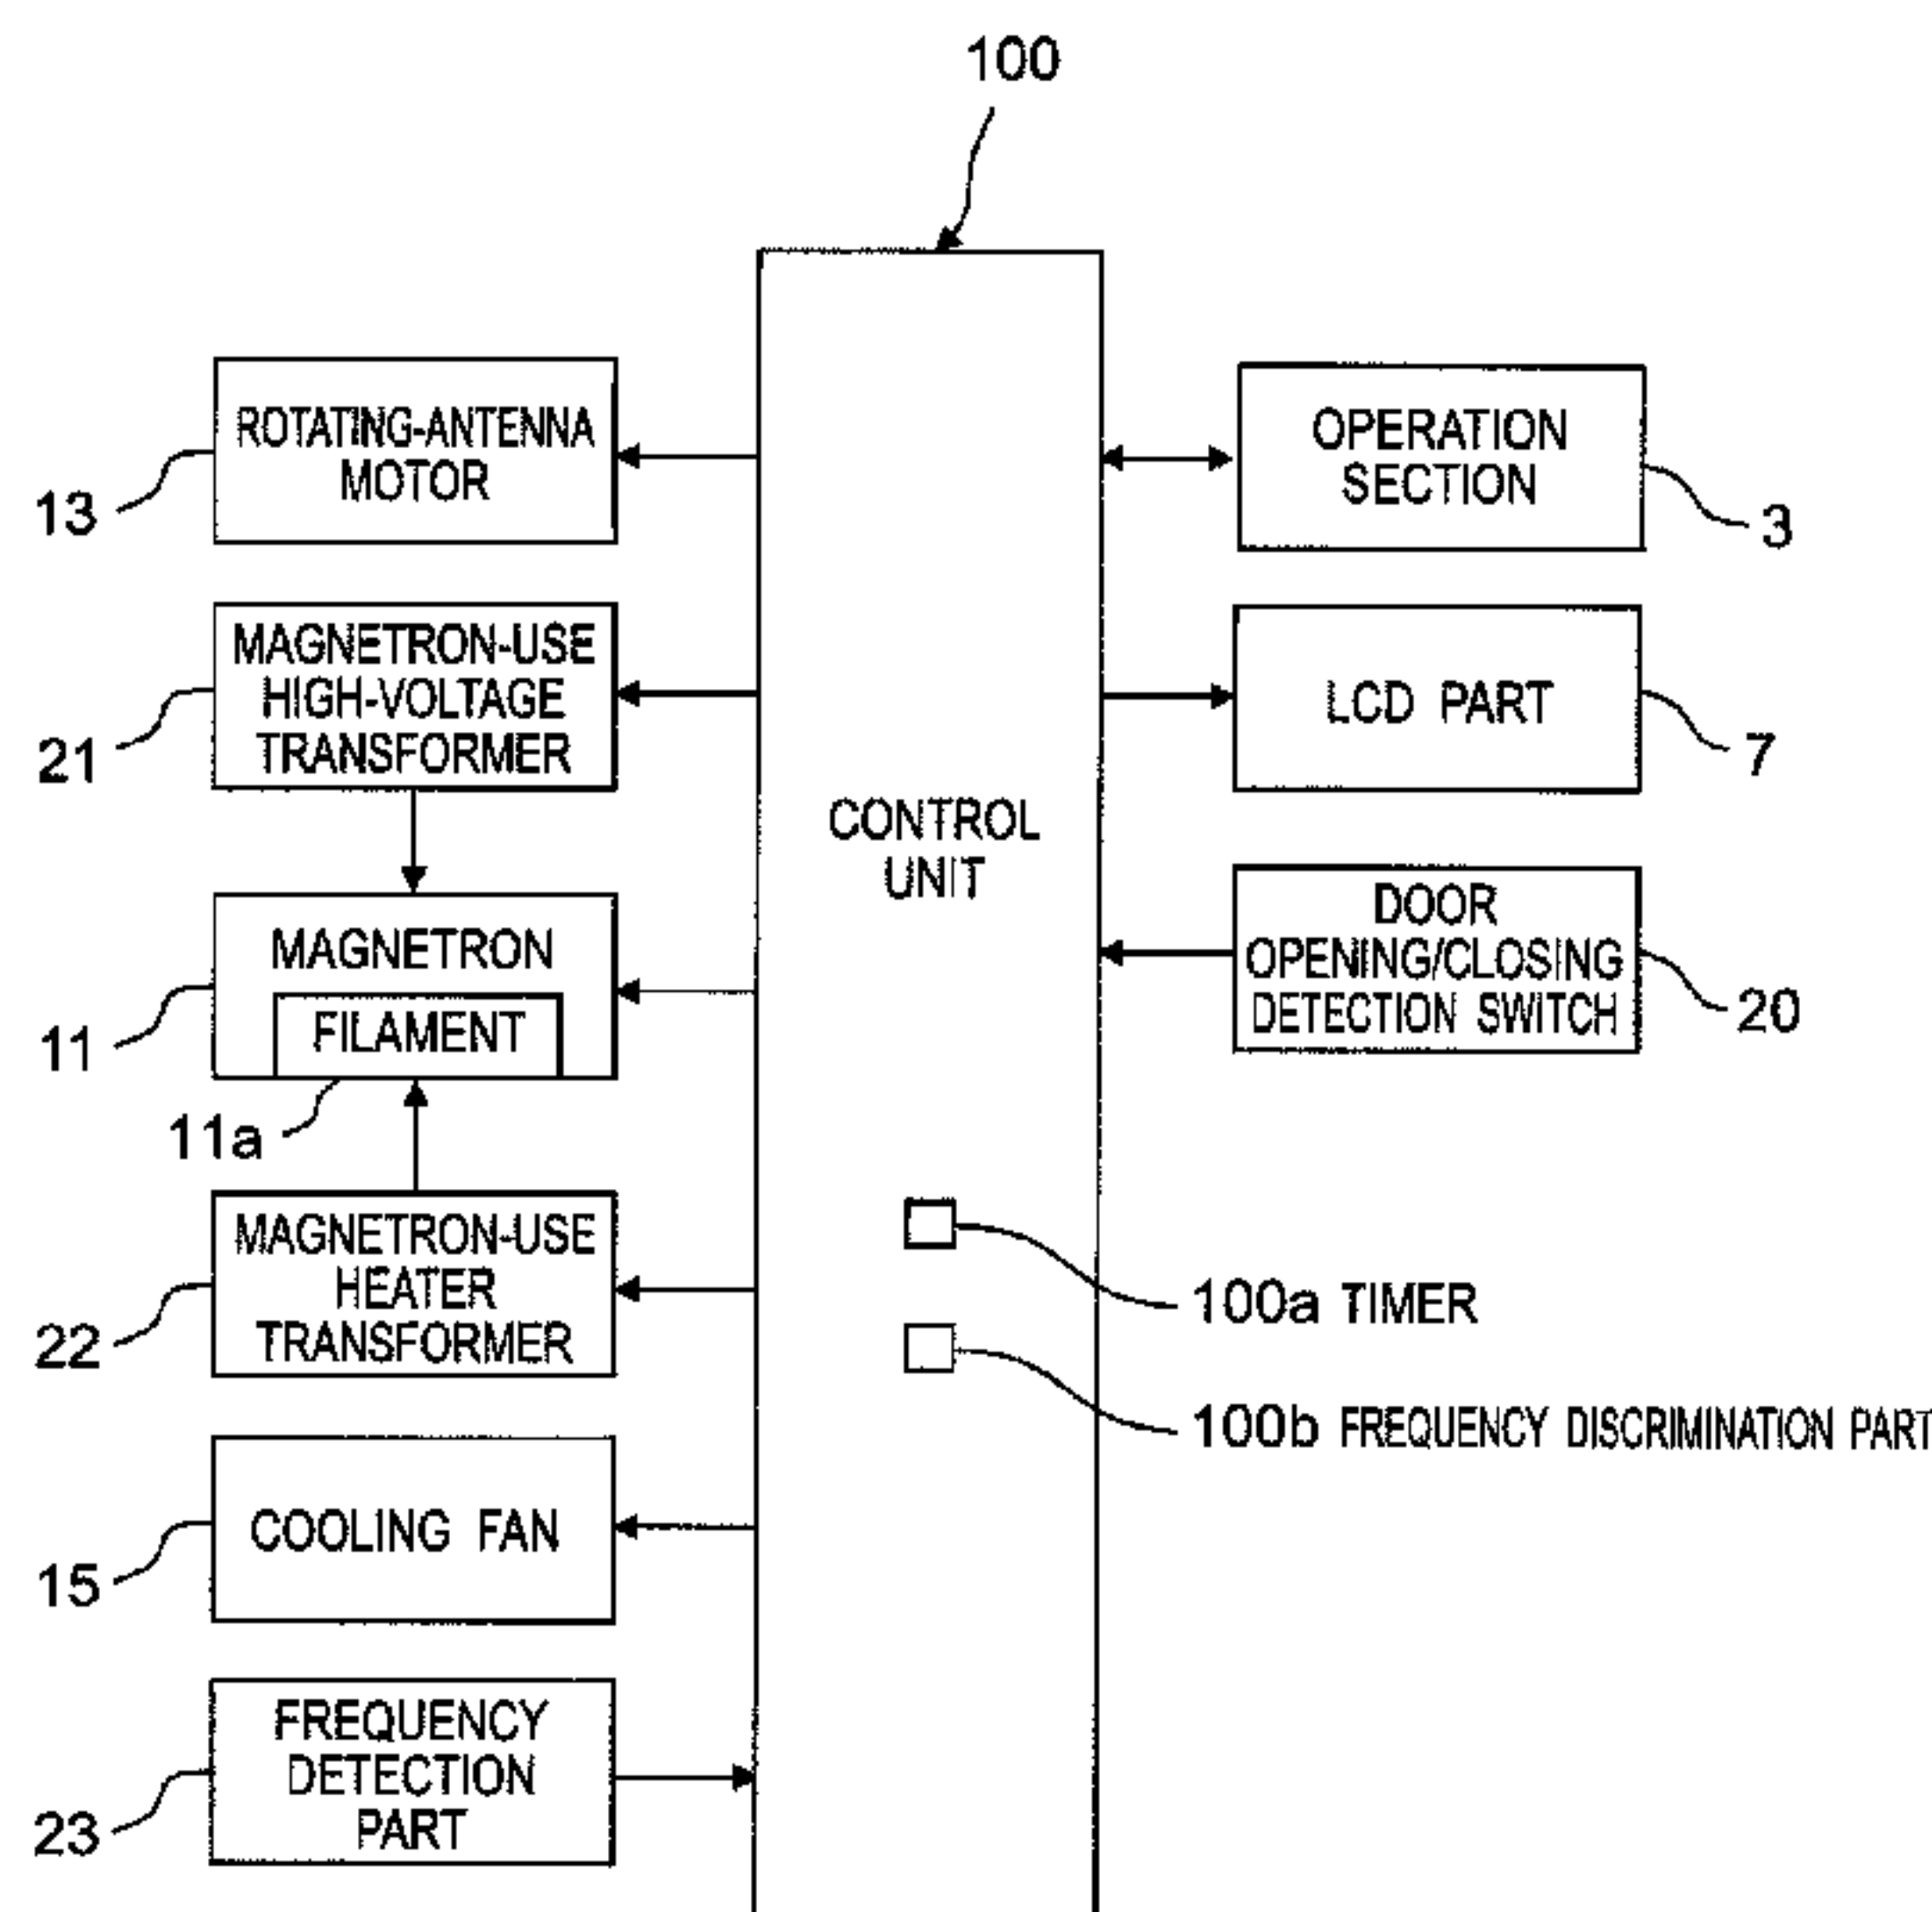 100
ROTATING-ANTENNA
MOTOR
13
MAGNETRON-USE
HIGH-VOLTAGE
TRANSFORMER
21
MAGNETRON
11
FILAMENT
11a
MAGNETRON-USE
HEATER
TRANSFORMER
22
COOLING FAN
15
FREQUENCY
DETECTION
PART
23
CONTROL
UNIT
OPERATION
SECTION
3
LCD PART
7
DOOR
OPENING/CLOSING
DETECTION SWITCH
20
100a TIMER
100b FREQUENCY DISCRIMINATION PART